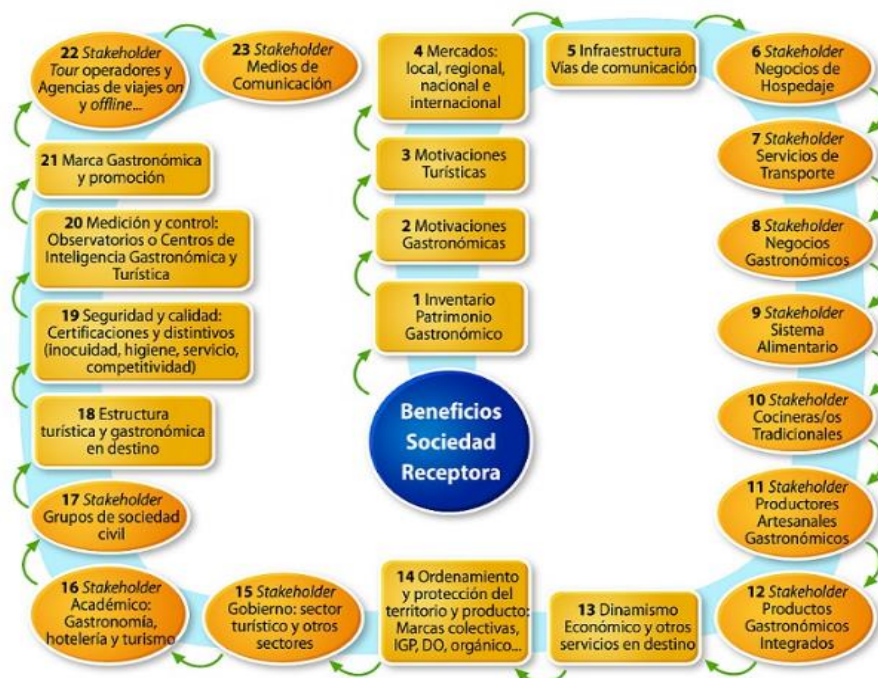 22 Stakeholder
Tour operadores y
Agencias de viajes on
y offline...
23 Stakeholder
Medios de
Comunicación
4 Mercados:
local, regional,
nacional e
internacional
5 Infraestructura
Vías de comunicación
6 Stakeholder
Negocios de
Hospedaje
21 Marca Gastronómica
y promoción
3 Motivaciones
Turísticas
7 Stakeholder
Servicios de
Transporte
20 Medición y control:
Observatorios o Centros de
Inteligencia Gastronómica y
Turística
2 Motivaciones
Gastronómicas
8 Stakeholder
Negocios
Gastronómicos
19 Seguridad y calidad:
Certificaciones y distintivos
(inocuidad, higiene, servicio,
competitividad)
1 Inventario
Patrimonio
Gastronómico
9 Stakeholder
Sistema
Alimentario
18 Estructura
turística y gastronómica
en destino
Beneficios
Sociedad
Receptora
10 Stakeholder
Cocineras/os
Tradicionales
17 Stakeholder
Grupos de sociedad
civil
11 Stakeholder
Productores
Artesanales
Gastronómicos
16 Stakeholder
Académico:
Gastronomía,
hotelería y turismo
15 Stakeholder
Gobierno: sector
turístico y otros
sectores
14 Ordenamiento
y protección del
territorio y producto:
Marcas colectivas,
IGP, DO, orgánico...
13 Dinamismo
Económico y otros
servicios en destino
12 Stakeholder
Productos
Gastronómicos
Integrados